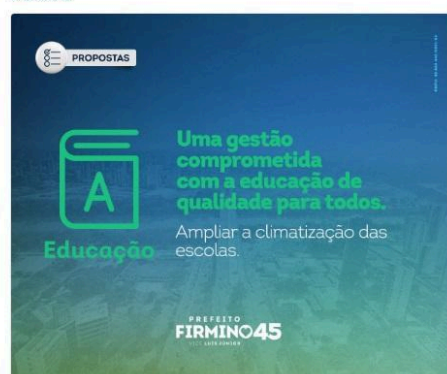 PROPOSTAS
Uma gestão
comprometida
com a educação de
qualidade para todos.
A
Educação
Ampliar a climatização das
escolas.
PREFEITO
FIRMINO45